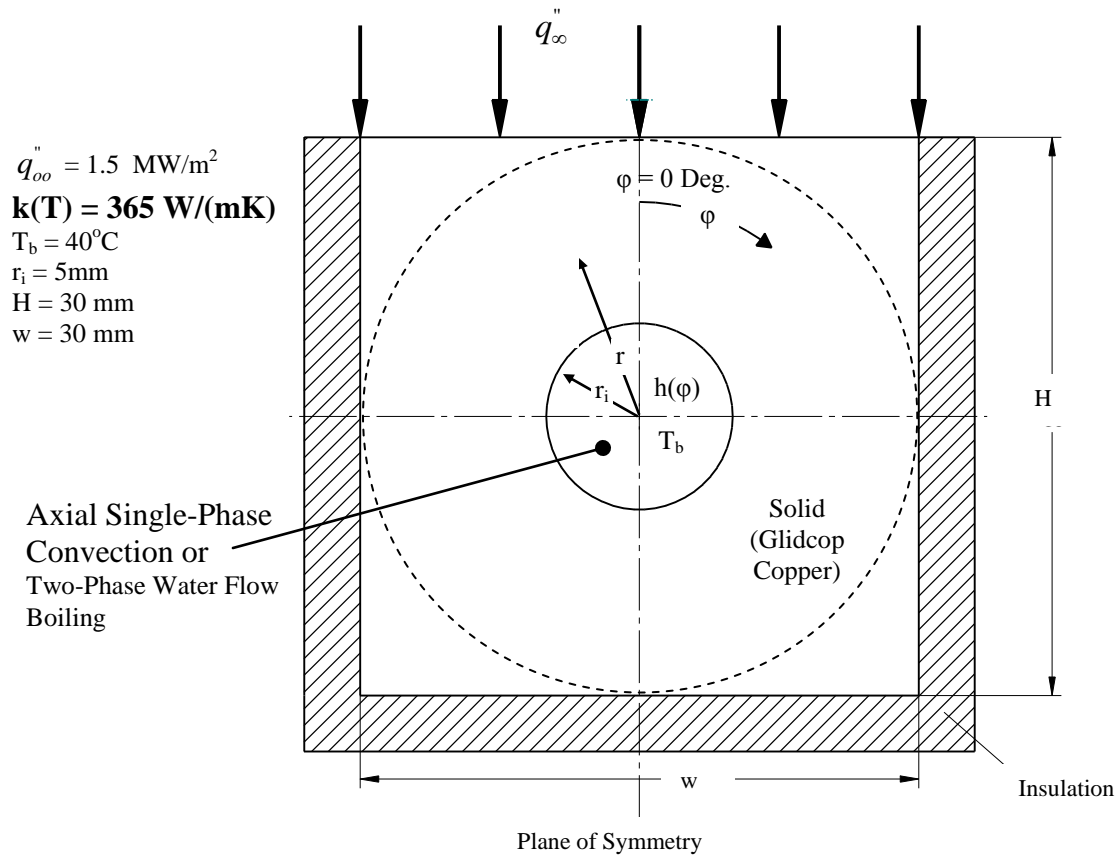 q"∞
q"oo = 1.5 MW/m²
k(T) = 365 W/(mK)
Tb = 40°C
ri = 5mm
H = 30 mm
w = 30 mm
φ = 0 Deg.
φ
r
ri
h(φ)
Tb
H
Axial Single-Phase
Convection or
Two-Phase Water Flow
Boiling
Solid
(Glidcop
Copper)
w
Insulation
Plane of Symmetry